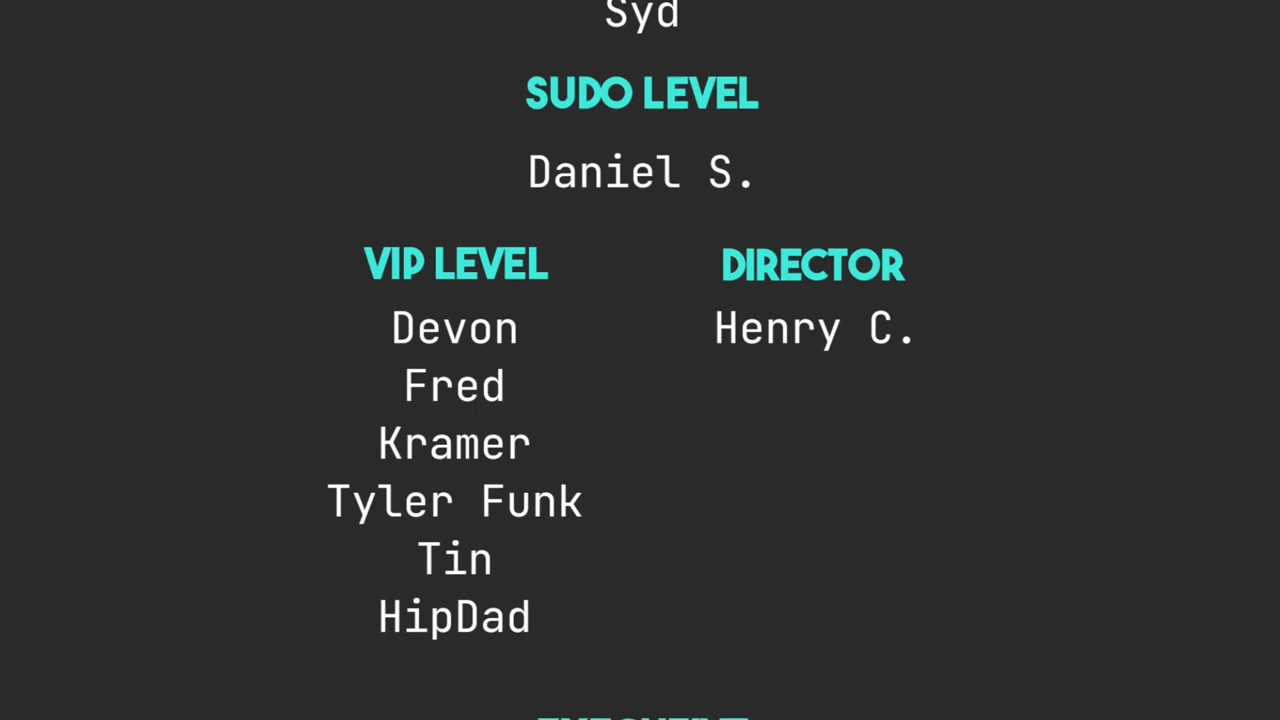 Syd
SUDO LEVEL
Daniel S.
VIP LEVEL
Devon
Fred
Kramer
Tyler Funk
Tin
HipDad
DIRECTOR
Henry C.